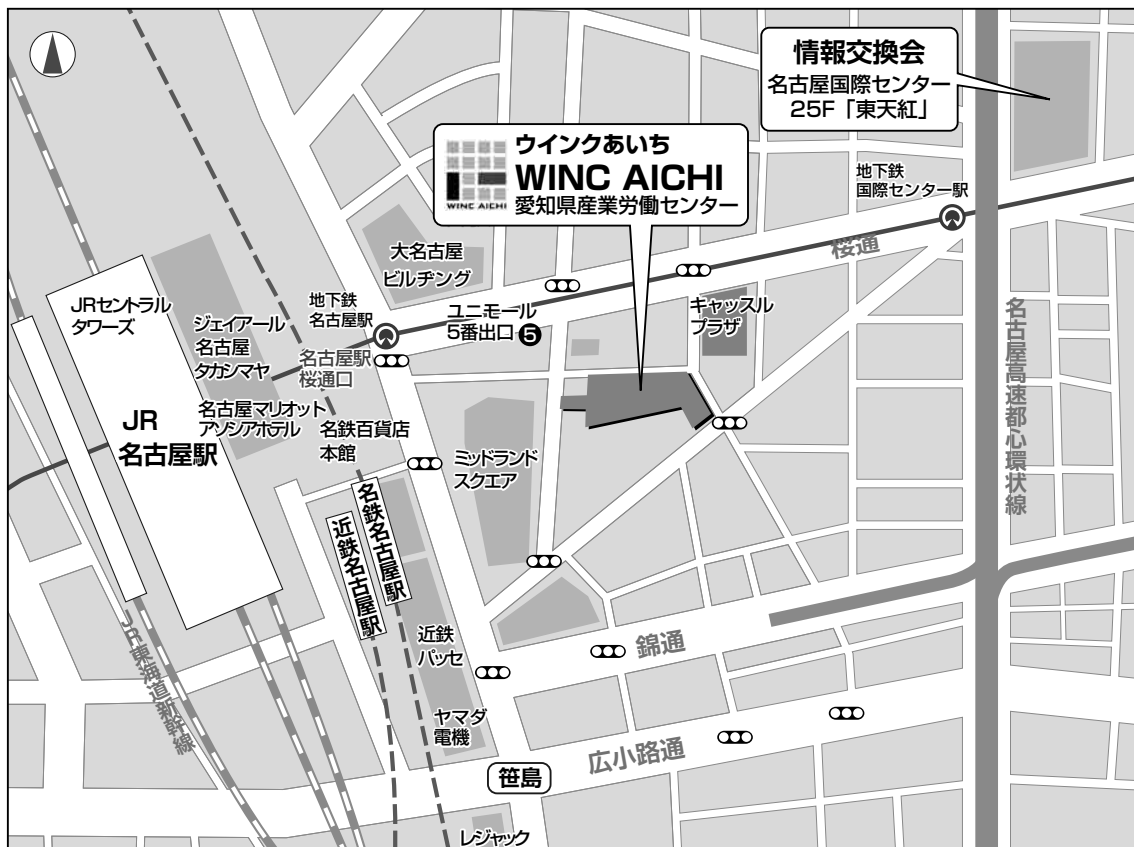 情報交換会
名古屋国際センター
25F「東天紅」
ウインクあいち
WINC AICHI
愛知県産業労働センター
WINC AICHI
地下鉄
国際センター駅
桜通
大名古屋
ビルヂング
JRセントラル
タワーズ
ジェイアール
名古屋
タカシマヤ
地下鉄
名古屋駅
ユニモール
5番出口 5
キャッスル
プラザ
名古屋駅
桜通口
名古屋マリオット
アソシアホテル
JR
名古屋駅
名鉄百貨店
本館
ミッドランド
スクエア
名古屋高速都心環状線
名鉄名古屋駅
近鉄名古屋駅
JR東海道新幹線
近鉄
パッセ
錦通
ヤマダ
電機
広小路通
笹島
レジャック